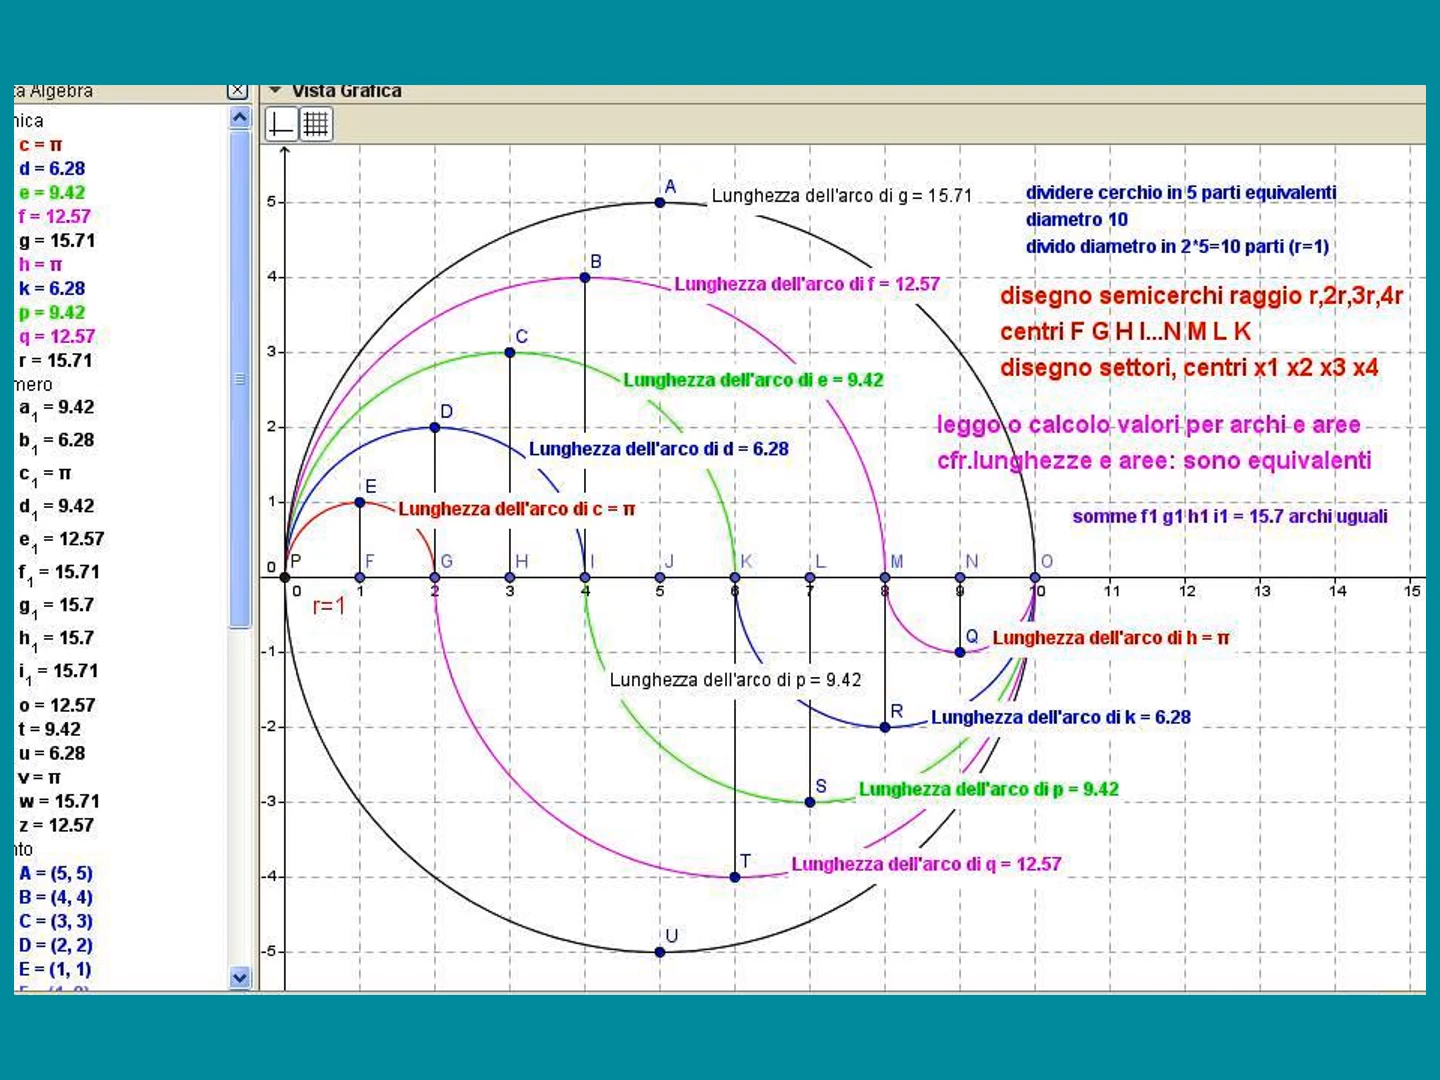 ta Algebra
nica
c = π
d = 6.28
e = 9.42
f = 12.57
g = 15.71
h = π
k = 6.28
p = 9.42
q = 12.57
r = 15.71
mero
a1 = 9.42
b1 = 6.28
c1 = π
d1 = 9.42
e1 = 12.57
f1 = 15.71
g1 = 15.7
h1 = 15.7
i1 = 15.71
o = 12.57
t = 9.42
u = 6.28
v = π
w = 15.71
z = 12.57
nto
A = (5, 5)
B = (4, 4)
C = (3, 3)
D = (2, 2)
E = (1, 1)
Vista Grafica
A
Lunghezza dell'arco di g = 15.71
dividere cerchio in 5 parti equivalenti
diametro 10
divido diametro in 2*5=10 parti (r=1)
5
B
4
Lunghezza dell'arco di f = 12.57
disegno semicerchi raggio r,2r,3r,4r
centri F G H I...N M L K
disegno settori, centri x1 x2 x3 x4
C
3
Lunghezza dell'arco di e = 9.42
D
2
Lunghezza dell'arco di d = 6.28
leggo o calcolo valori per archi e aree
cfr.lunghezze e aree: sono equivalenti
E
1
Lunghezza dell'arco di c = π
somme f1 g1 h1 i1 = 15.7 archi uguali
0 P F G H I J K L M N O
0 1 2 3 4 5 6 7 8 9 10 11 12 13 14 15
r=1
-1
Q
Lunghezza dell'arco di h = π
Lunghezza dell'arco di p = 9.42
-2
R
Lunghezza dell'arco di k = 6.28
-3
S
Lunghezza dell'arco di p = 9.42
-4
T
Lunghezza dell'arco di q = 12.57
-5
U